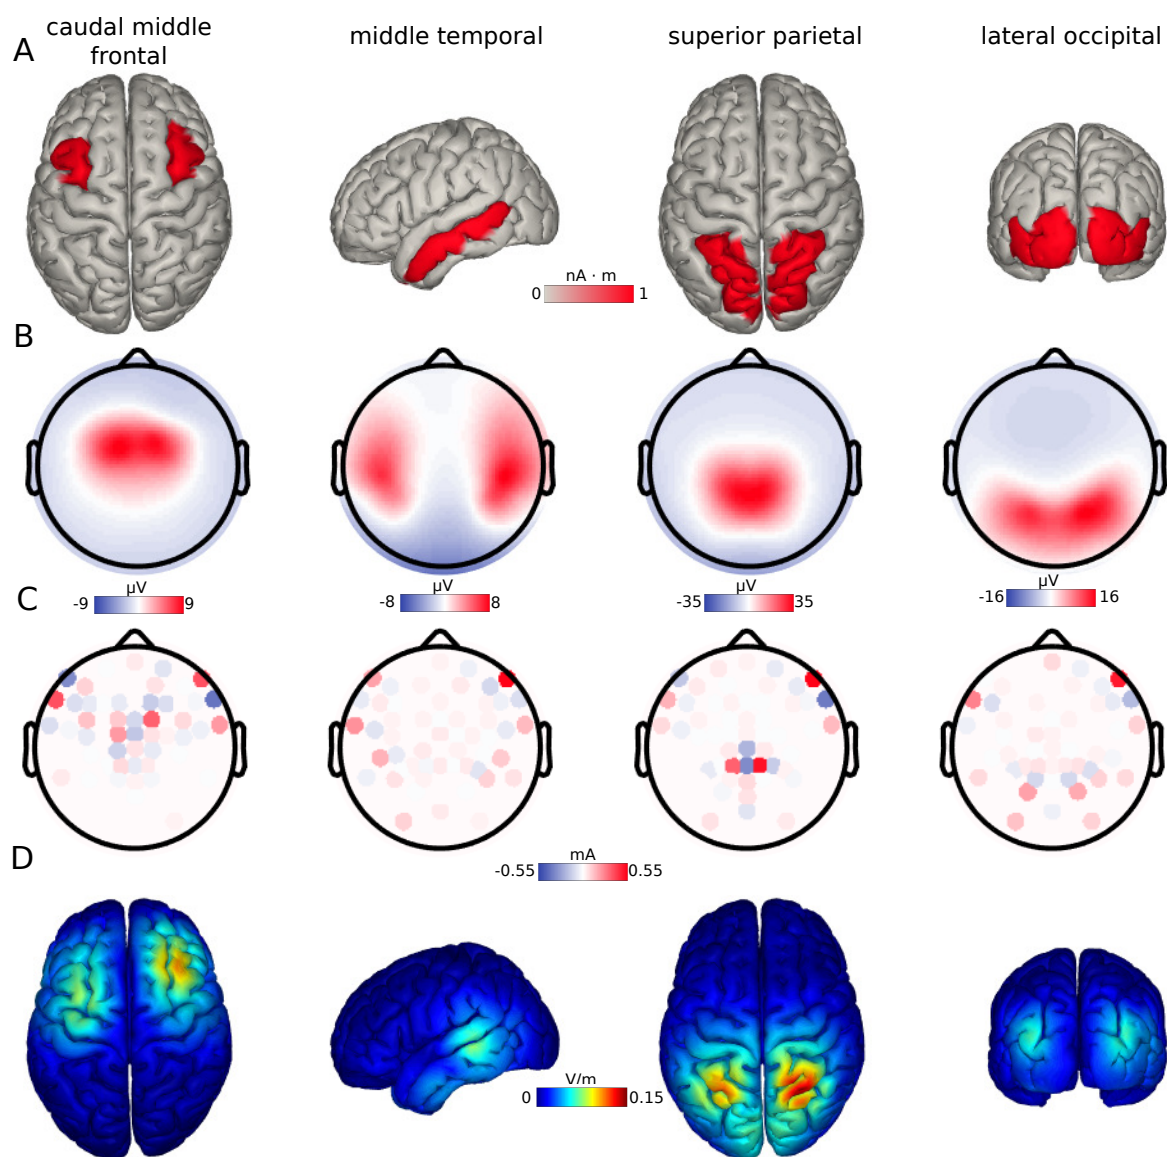 A
caudal middle
frontal
middle temporal
superior parietal
lateral occipital
nA · m
0 1
B
µV
-9 9
µV
-8 8
µV
-35 35
µV
-16 16
C
mA
-0.55 0.55
D
V/m
0 0.15